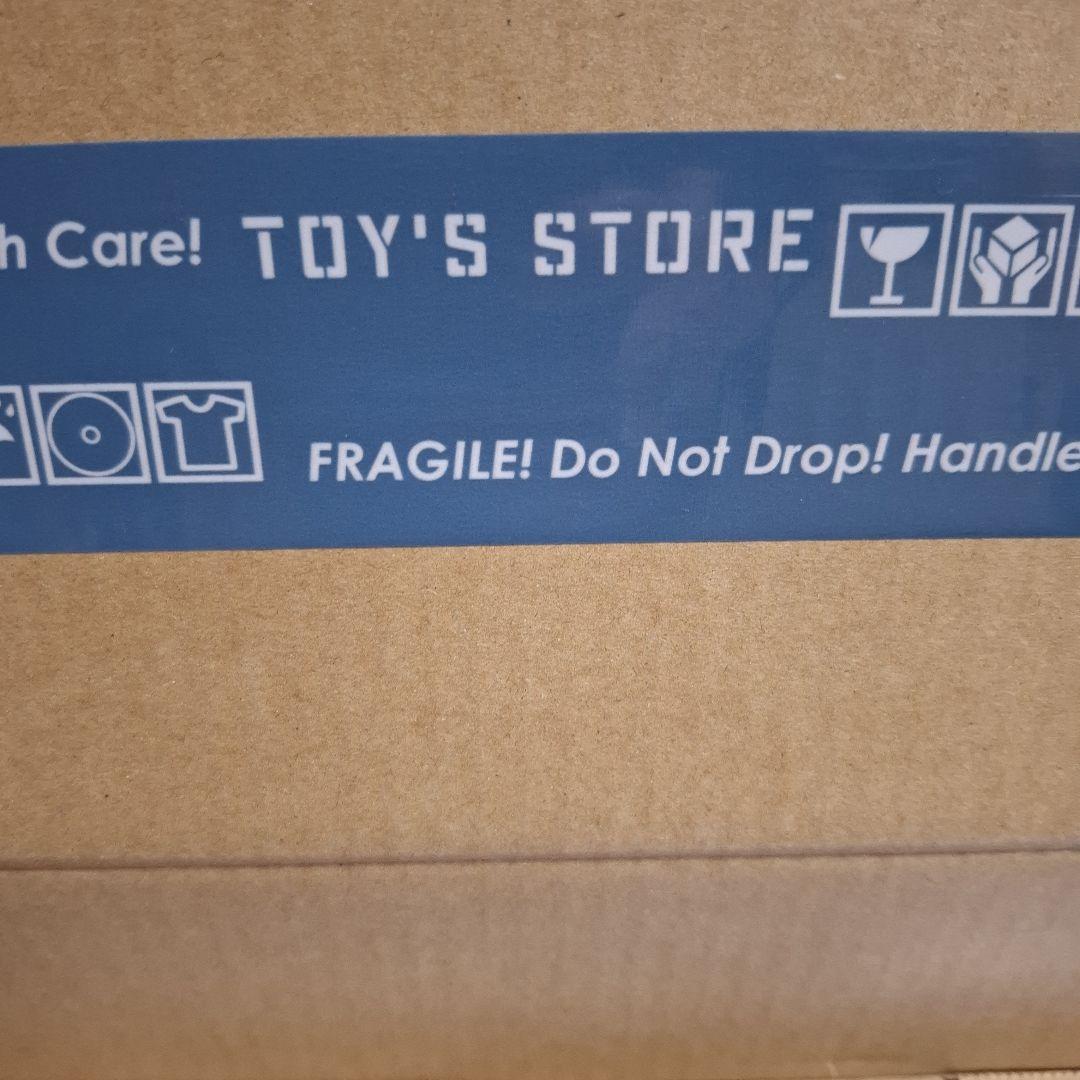 h Care! TOY'S STORE
FRAGILE! Do Not Drop! Handle